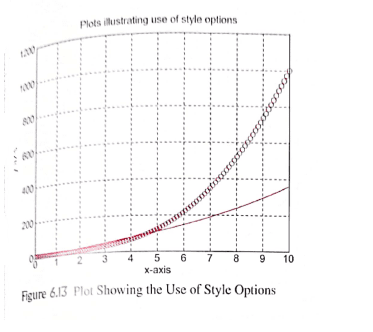 Plots illustrating use of style options
1200
1000
800
600
400
200
0
0 1 2 3 4 5 6 7 8 9 10
x-axis
Figure 6.13 Plot Showing the Use of Style Options